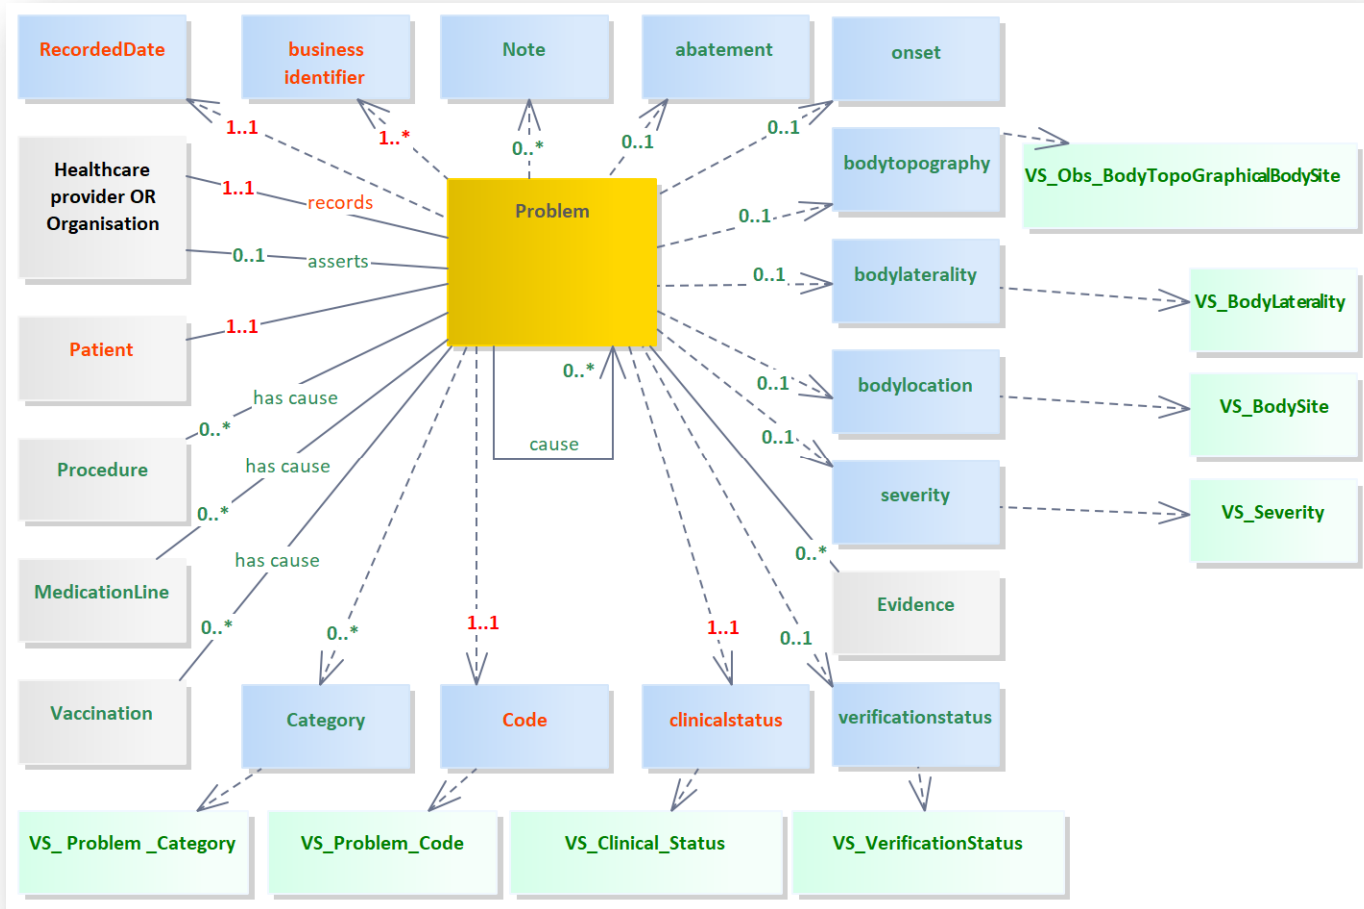 RecordedDate
business
identifier
Note
abatement
onset
1..1
1..*
0..*
0..1
0..1
Healthcare
provider OR
Organisation
1..1
records
0..1
asserts
Problem
bodytopography
VS_Obs_BodyTopoGraphicalBodySite
0..1
0..1
bodylaterality
VS_BodyLaterality
Patient
1..1
0..*
cause
0..1
bodylocation
VS_BodySite
has cause
0..*
Procedure
0..1
severity
VS_Severity
has cause
0..*
MedicationLine
has cause
0..*
Vaccination
0..*
Evidence
0..*
1..1
1..1
0..1
Category
Code
clinicalstatus
verificationstatus
VS_ Problem _Category
VS_Problem_Code
VS_Clinical_Status
VS_VerificationStatus